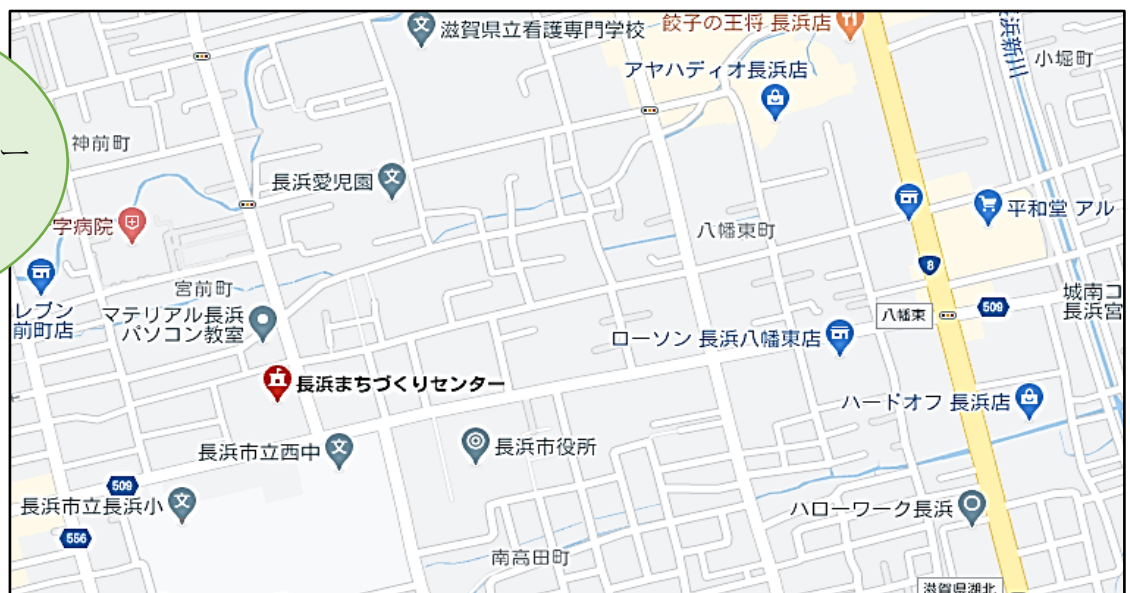 滋賀県立看護専門学校
餃子の王将 長浜店
長浜新川
小堀町
アヤハディオ長浜店
神前町
ー
長浜愛児園
字病院
平和堂 アル
八幡東町
8
宮前町
レブン
前町店
マテリアル長浜
パソコン教室
城南コ
長浜宮
509
八幡東
ローソン 長浜八幡東店
長浜まちづくりセンター
ハードオフ 長浜店
長浜市立西中
長浜市役所
509
長浜市立長浜小
ハローワーク長浜
556
南高田町
滋賀県湖北